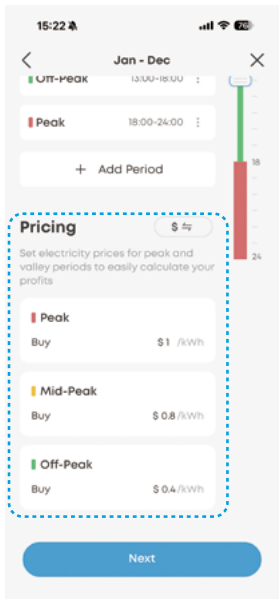 15:22
76
Jan - Dec
Off-Peak 13:00-18:00
Peak 18:00-24:00
18
+ Add Period
Pricing $
Set electricity prices for peak and
valley periods to easily calculate your
profits
24
Peak
Buy $ 1 /kWh
Mid-Peak
Buy $ 0.8 /kWh
Off-Peak
Buy $ 0.4 /kWh
Next